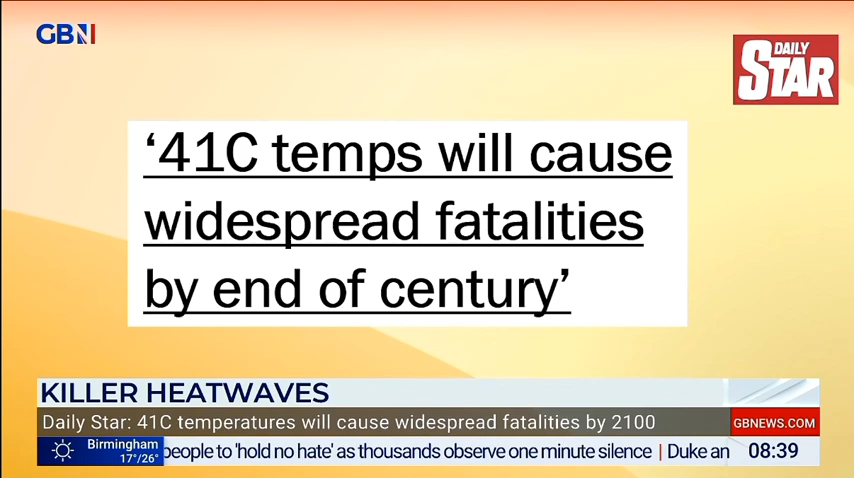 GBN
DAILY
STAR
‘41C temps will cause
widespread fatalities
by end of century’
KILLER HEATWAVES
Daily Star: 41C temperatures will cause widespread fatalities by 2100
GBNEWS.COM
Birmingham
17°/26°
people to 'hold no hate' as thousands observe one minute silence | Duke an
08:39